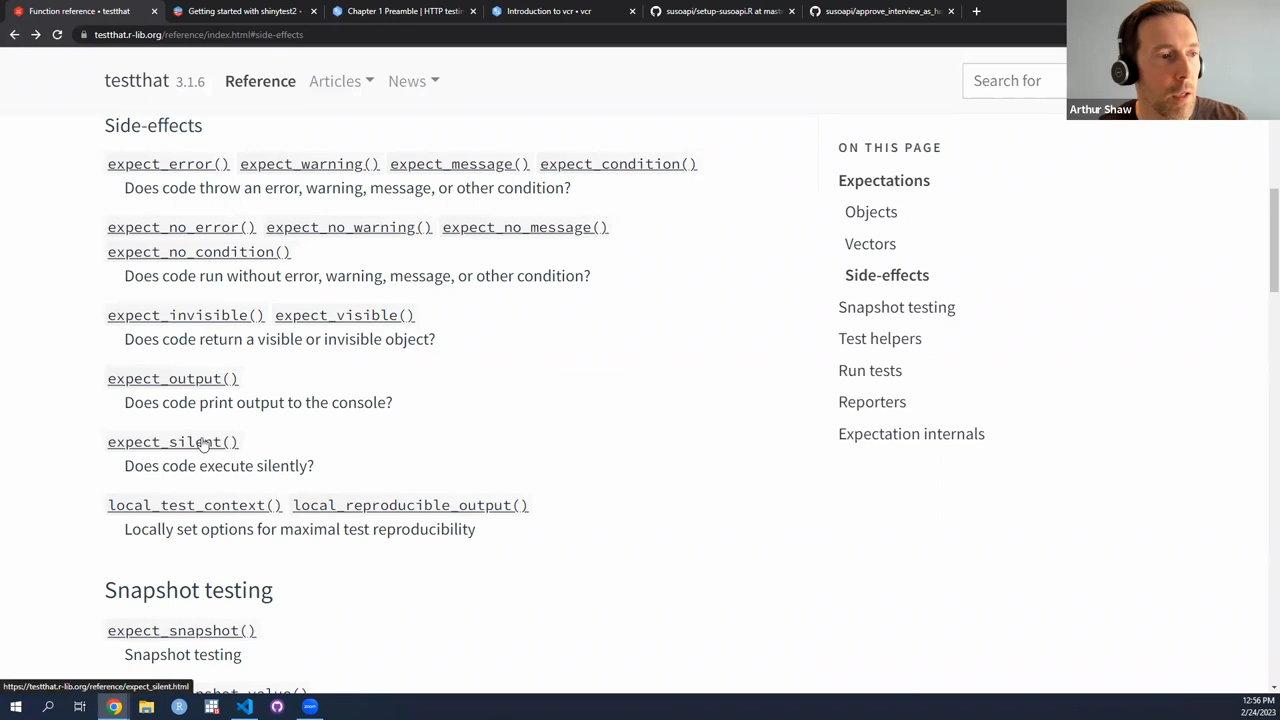 Function reference • testthat
Getting started with shinytest2 •
Chapter 1 Preamble | HTTP testi
Introduction to vcr • vcr
susoapi/setup-susoapi.R at mast
susoapi/approve_interview_as_h
testthat.r-lib.org/reference/index.html#side-effects
testthat 3.1.6 Reference Articles News
Search for
Arthur Shaw
Side-effects
expect_error() expect_warning() expect_message() expect_condition()
Does code throw an error, warning, message, or other condition?
expect_no_error() expect_no_warning() expect_no_message()
expect_no_condition()
Does code run without error, warning, message, or other condition?
expect_invisible() expect_visible()
Does code return a visible or invisible object?
expect_output()
Does code print output to the console?
expect_silent()
Does code execute silently?
local_test_context() local_reproducible_output()
Locally set options for maximal test reproducibility
Snapshot testing
expect_snapshot()
Snapshot testing
ON THIS PAGE
Expectations
Objects
Vectors
Side-effects
Snapshot testing
Test helpers
Run tests
Reporters
Expectation internals
https://testthat.r-lib.org/reference/expect_silent.html
zoom
12:56 PM
2/24/2023